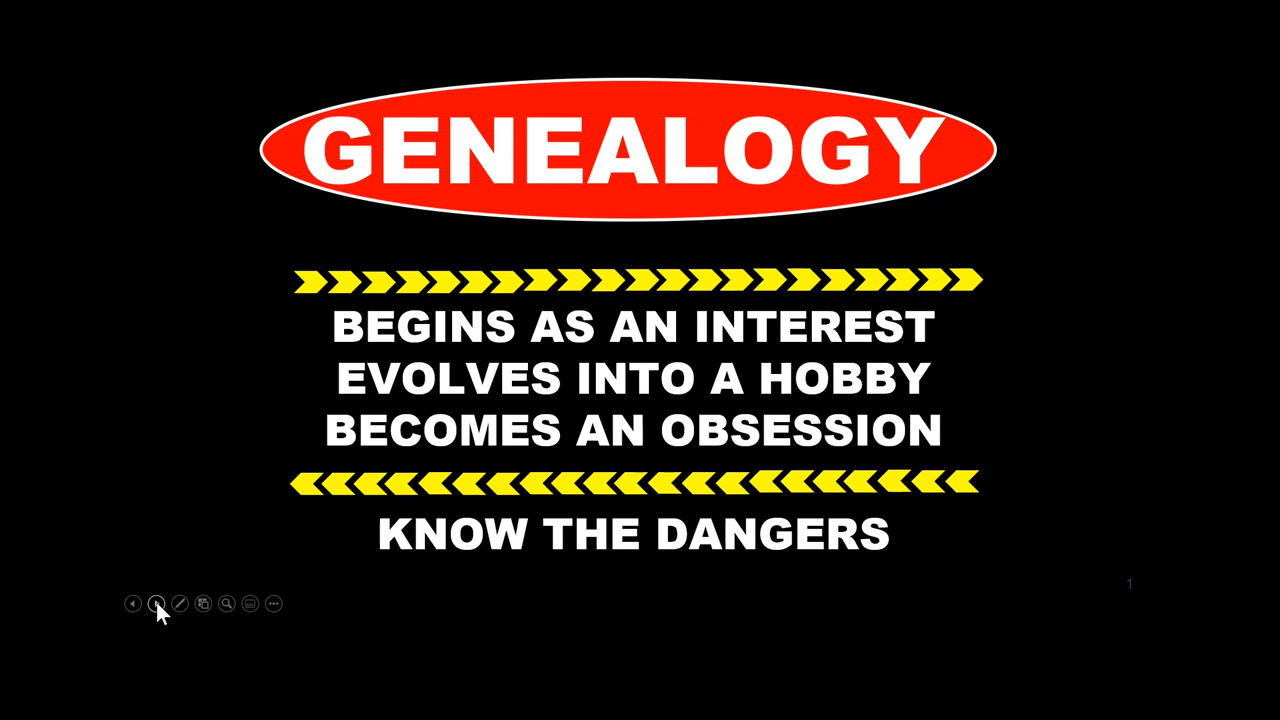 GENEALOGY
BEGINS AS AN INTEREST
EVOLVES INTO A HOBBY
BECOMES AN OBSESSION
KNOW THE DANGERS
1